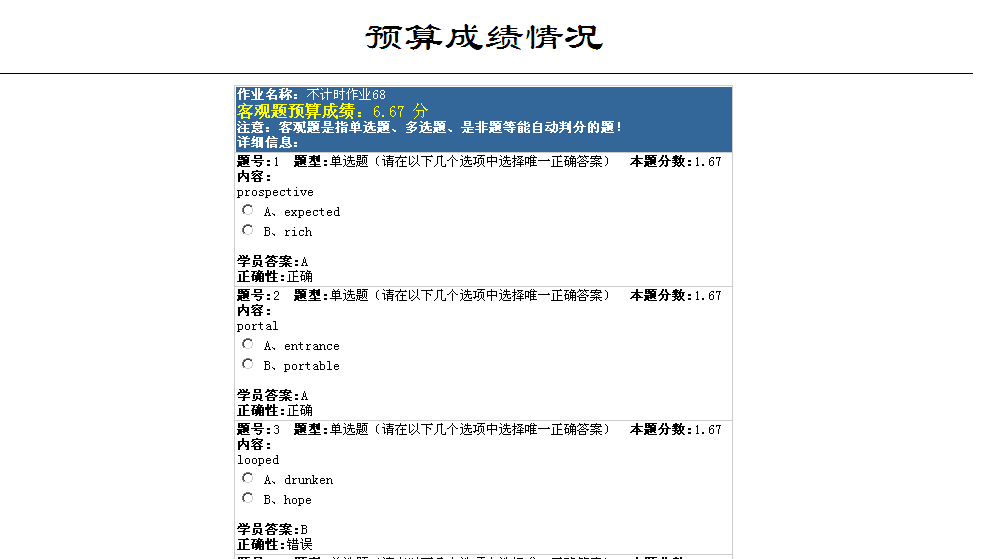 预算成绩情况
作业名称：不计时作业68
客观题预算成绩：6.67 分
注意：客观题是指单选题、多选题、是非题等能自动判分的题！
详细信息：
题号:1 题型:单选题（请在以下几个选项中选择唯一正确答案） 本题分数:1.67
内容：
prospective
A、expected
B、rich
学员答案:A
正确性:正确
题号:2 题型:单选题（请在以下几个选项中选择唯一正确答案） 本题分数:1.67
内容：
portal
A、entrance
B、portable
学员答案:A
正确性:正确
题号:3 题型:单选题（请在以下几个选项中选择唯一正确答案） 本题分数:1.67
内容：
looped
A、drunken
B、hope
学员答案:B
正确性:错误